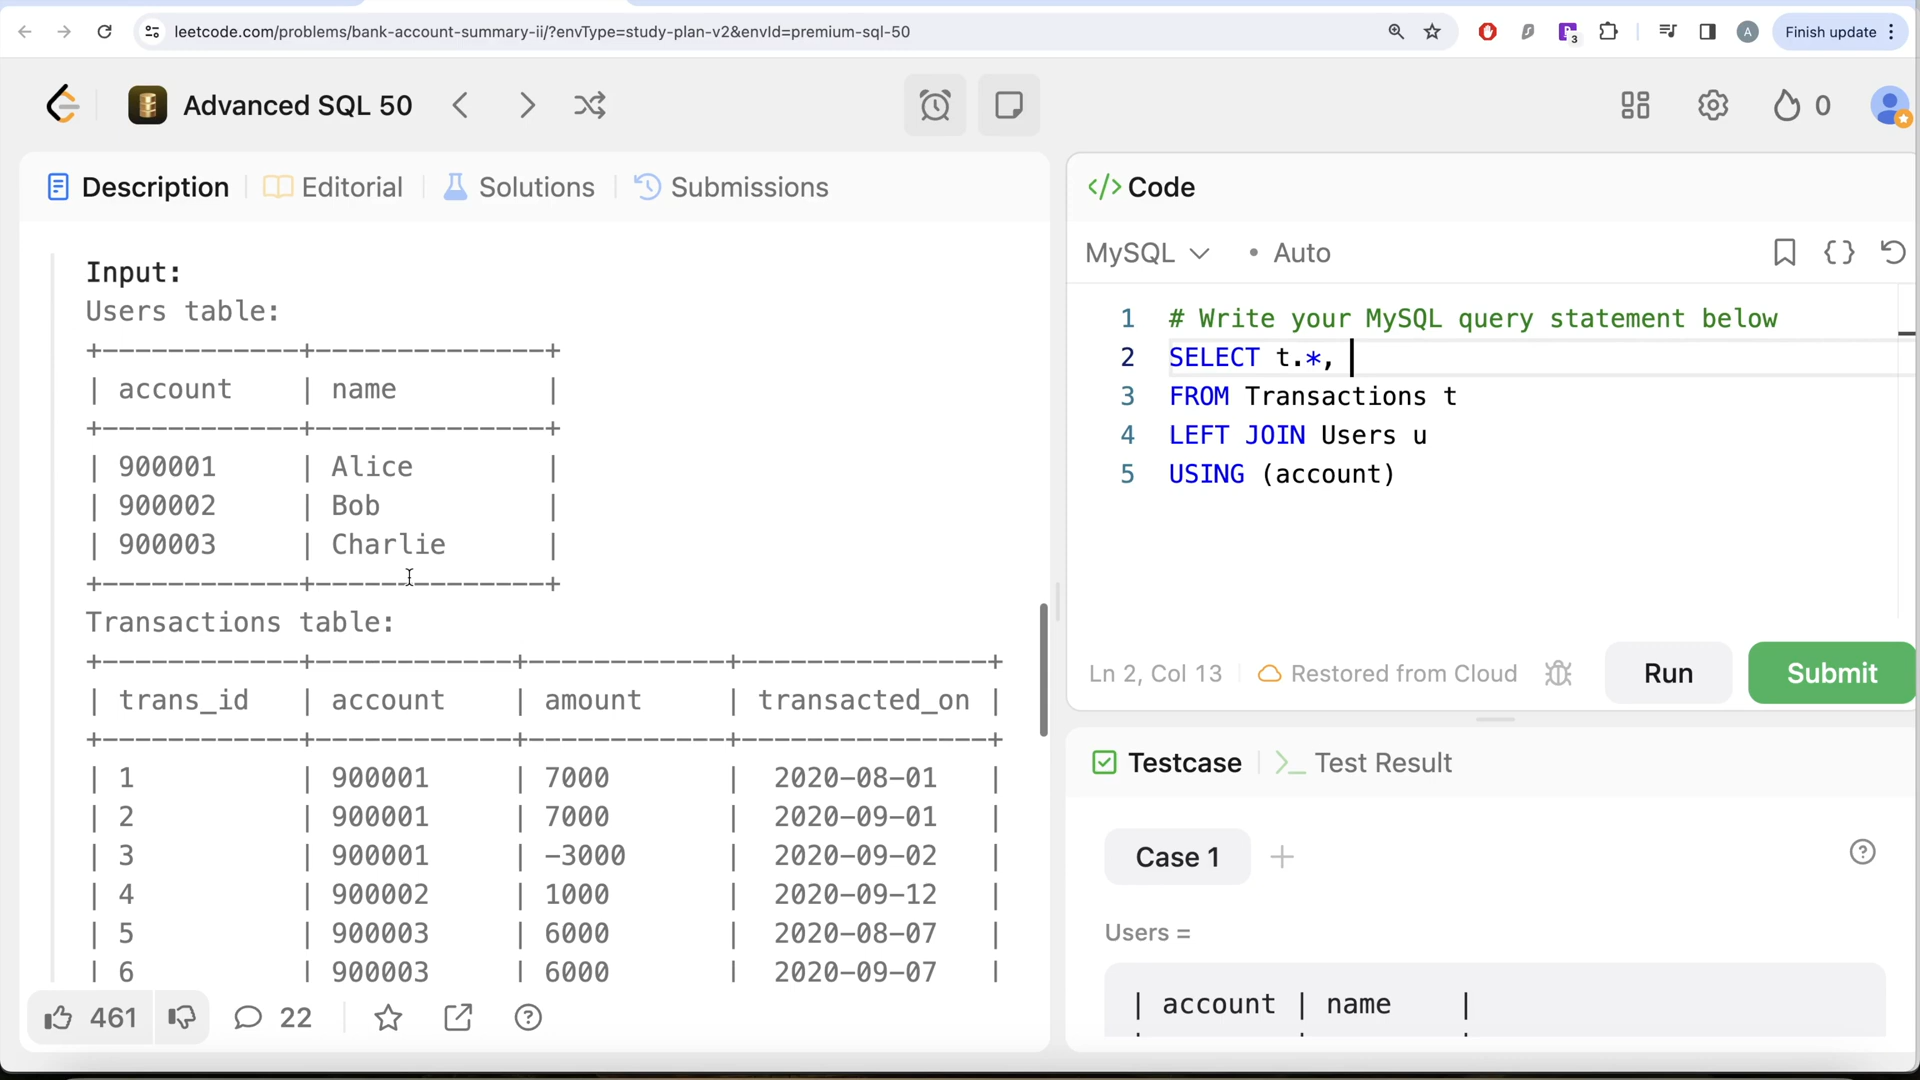 leetcode.com/problems/bank-account-summary-ii/?envType=study-plan-v2&envId=premium-sql-50
3
A
Finish update
Advanced SQL 50
0
Description
Editorial
Solutions
Submissions
Input:
Users table:
+------------+--------------+
| account | name |
+------------+--------------+
| 900001 | Alice |
| 900002 | Bob |
| 900003 | Charlie |
+------------+--------------+
Transactions table:
+------------+------------+------------+---------------+
| trans_id | account | amount | transacted_on |
+------------+------------+------------+---------------+
| 1 | 900001 | 7000 | 2020-08-01 |
| 2 | 900001 | 7000 | 2020-09-01 |
| 3 | 900001 | -3000 | 2020-09-02 |
| 4 | 900002 | 1000 | 2020-09-12 |
| 5 | 900003 | 6000 | 2020-08-07 |
| 6 | 900003 | 6000 | 2020-09-07 |
461
22
</> Code
MySQL
• Auto
1 # Write your MySQL query statement below
2 SELECT t.*,
3 FROM Transactions t
4 LEFT JOIN Users u
5 USING (account)
Ln 2, Col 13
Restored from Cloud
Run
Submit
Testcase
Test Result
Case 1
Users =
| account | name |